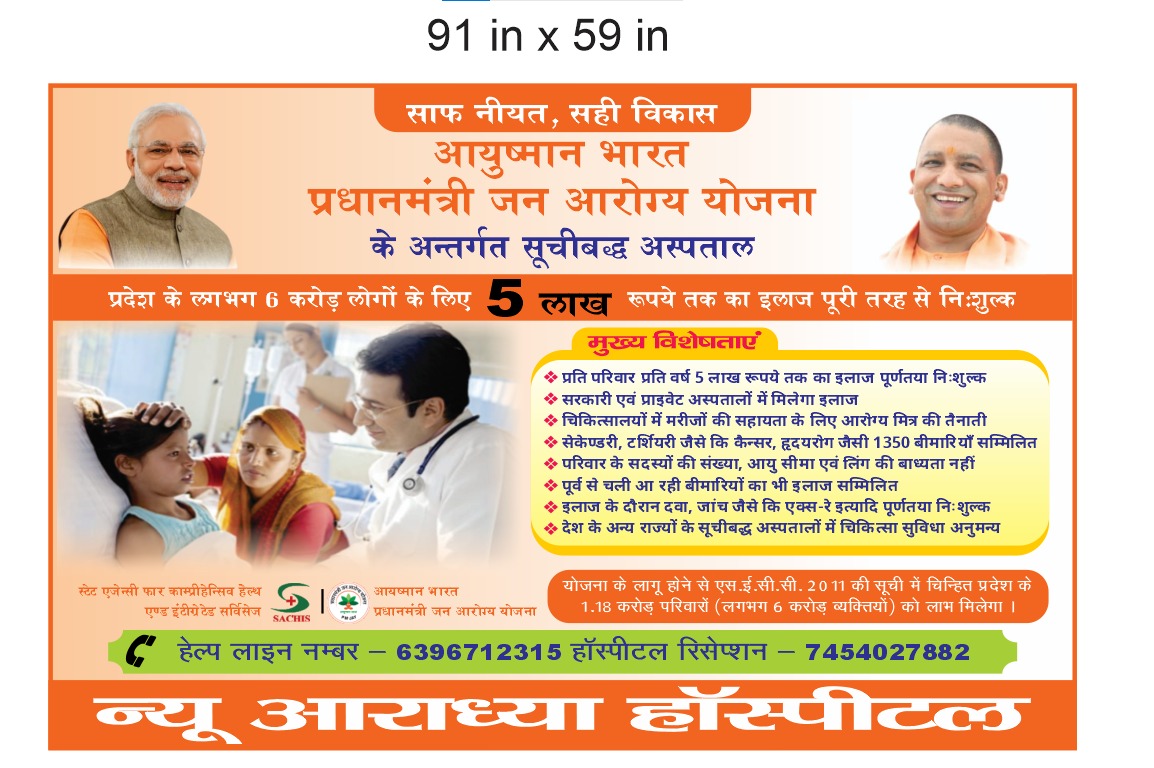 91 in x 59 in
साफ नीयत, सही विकास
आयुष्मान भारत
प्रधानमंत्री जन आरोग्य योजना
के अन्तर्गत सूचीबद्ध अस्पताल
प्रदेश के लगभग 6 करोड़ लोगों के लिए 5 लाख रूपये तक का इलाज पूरी तरह से निःशुल्क
मुख्य विशेषताएं
❖ प्रति परिवार प्रति वर्ष 5 लाख रूपये तक का इलाज पूर्णतया निःशुल्क
❖ सरकारी एवं प्राइवेट अस्पतालों में मिलेगा इलाज
❖ चिकित्सालयों में मरीजों की सहायता के लिए आरोग्य मित्र की तैनाती
❖ सेकेण्डरी, टर्शियरी जैसे कि कैन्सर, हृदयरोग जैसी 1350 बीमारियाँ सम्मिलित
❖ परिवार के सदस्यों की संख्या, आयु सीमा एवं लिंग की बाध्यता नहीं
❖ पूर्व से चली आ रही बीमारियों का भी इलाज सम्मिलित
❖ इलाज के दौरान दवा, जांच जैसे कि एक्स-रे इत्यादि पूर्णतया निःशुल्क
❖ देश के अन्य राज्यों के सूचीबद्ध अस्पतालों में चिकित्सा सुविधा अनुमन्य
स्टेट एजेन्सी फार काम्प्रीहेन्सिव हेल्थ
एण्ड इंटीग्रेटेड सर्विसेज
SACHIS
आयष्मान भारत
प्रधानमंत्री जन आरोग्य योजना
योजना के लागू होने से एस.ई.सी.सी. 2011 की सूची में चिन्हित प्रदेश के
1.18 करोड़ परिवारों (लगभग 6 करोड़ व्यक्तियों) को लाभ मिलेगा ।
हेल्प लाइन नम्बर – 6396712315 हॉस्पीटल रिसेप्शन – 7454027882
न्यू आराध्या हॉस्पीटल